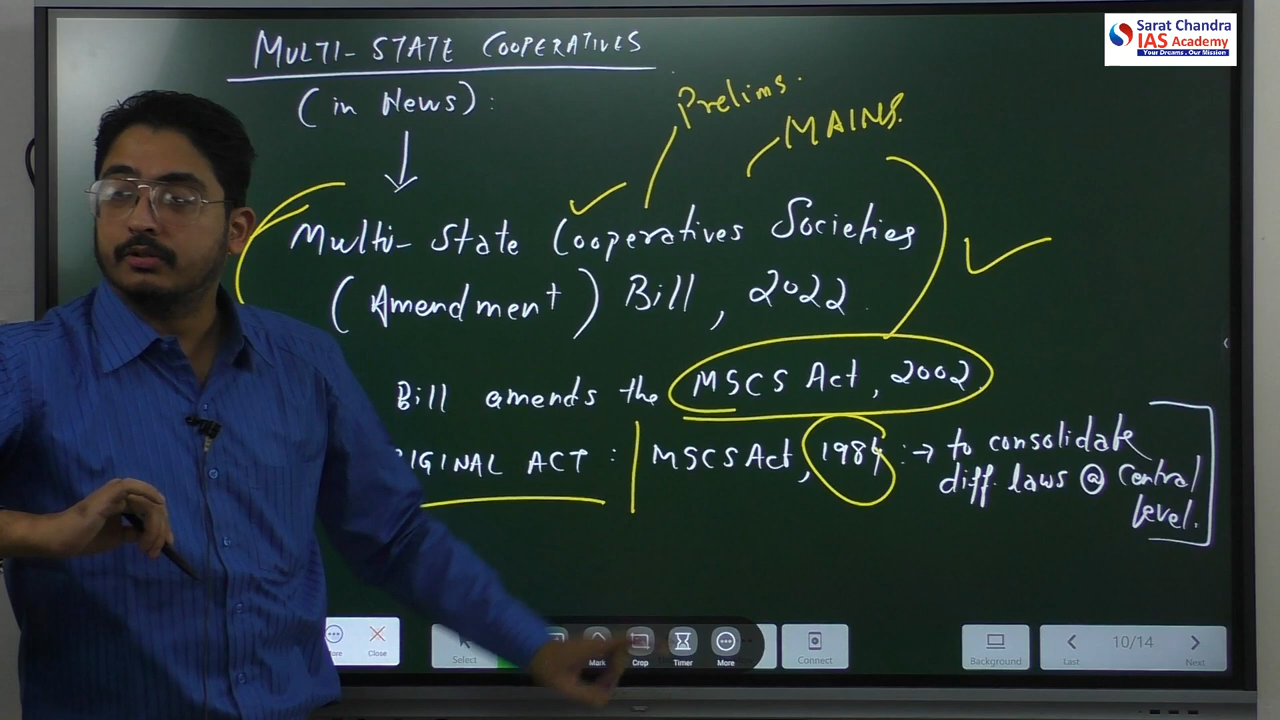 Sarat Chandra
IAS Academy
Your Dreams . Our Mission
MULTI-STATE COOPERATIVES
(in News) :
Prelims.
MAINS.
Multi-State Cooperatives Societies
(Amendment) Bill, 2022.
Bill amends the MSCS Act, 2002
IGINAL ACT : MSCS Act, 1984 : → to consolidate
diff. laws @ Central
level.
ore Close Select Mark Crop Timer More Connect Background Last 10/14 Next